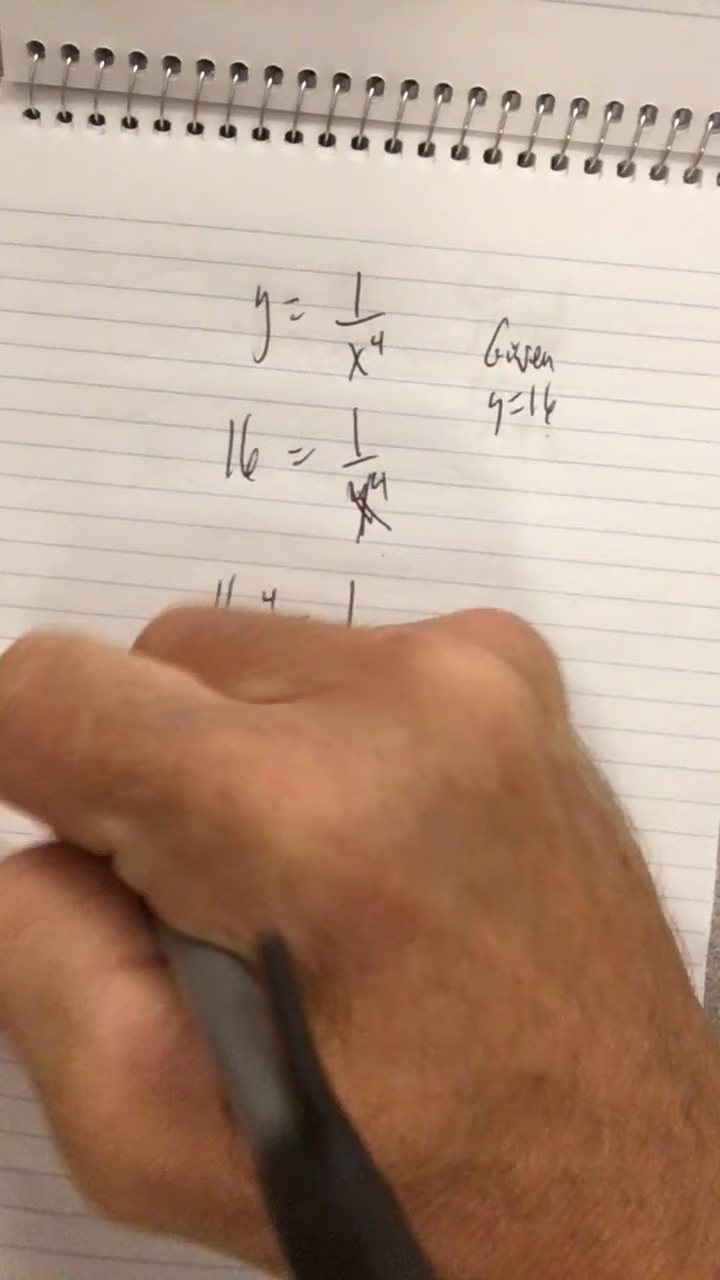 y = 1/x⁴
Given
y=16
16 = 1/x⁴